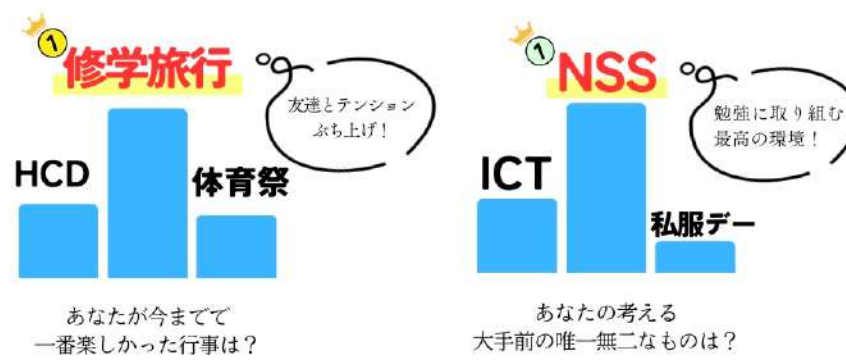 1
修学旅行
友達とテンション
ぶち上げ！
HCD
体育祭
あなたが今までで
一番楽しかった行事は？
1
NSS
勉強に取り組む
最高の環境！
ICT
私服デー
あなたの考える
大手前の唯一無二なものは？